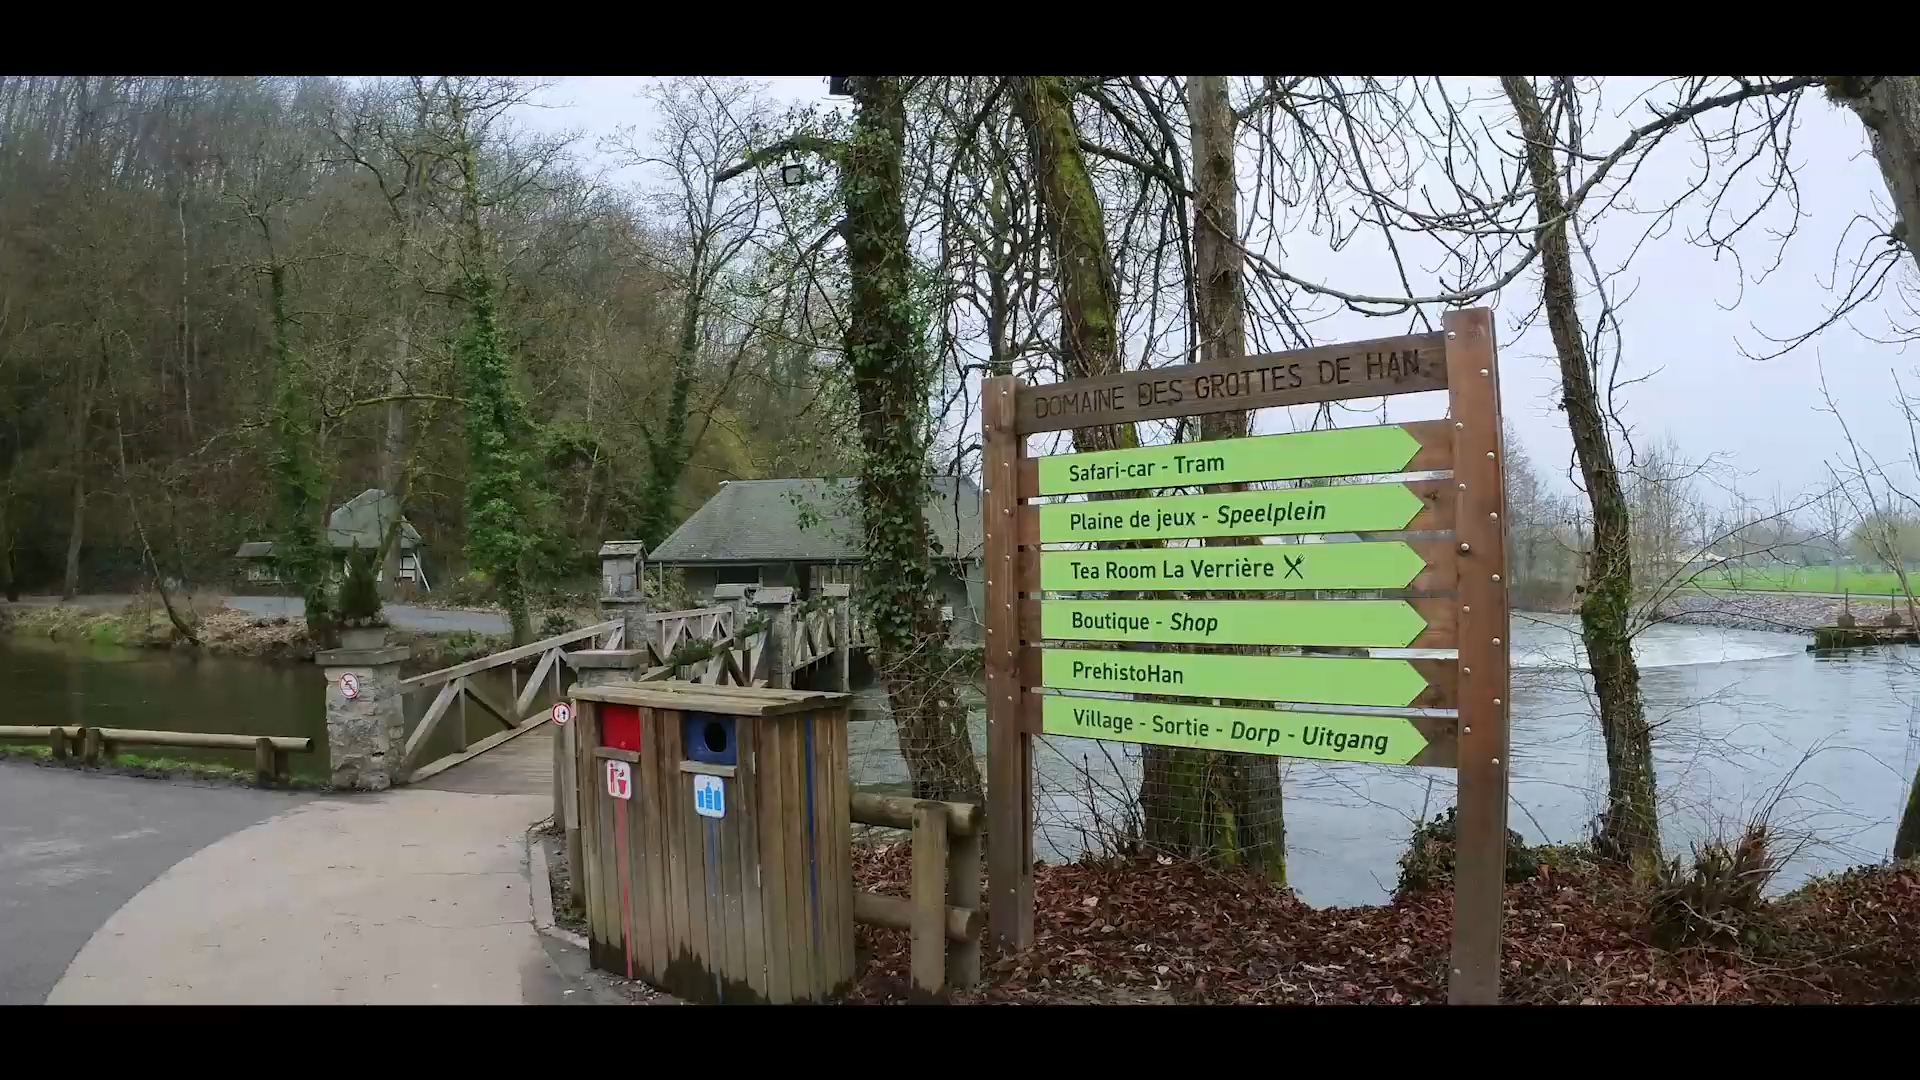 DOMAINE DES GROTTES DE HAN
Safari-car - Tram
Plaine de jeux - Speelplein
Tea Room La Verrière
Boutique - Shop
PrehistoHan
Village - Sortie - Dorp - Uitgang